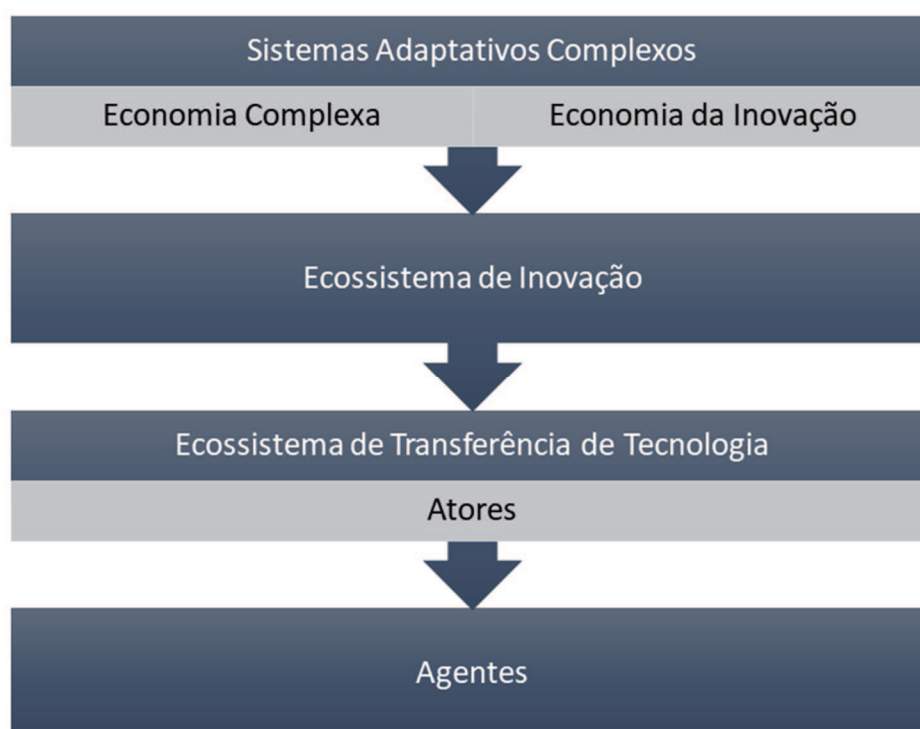 Sistemas Adaptativos Complexos
Economia Complexa
Economia da Inovação
Ecossistema de Inovação
Ecossistema de Transferência de Tecnologia
Atores
Agentes